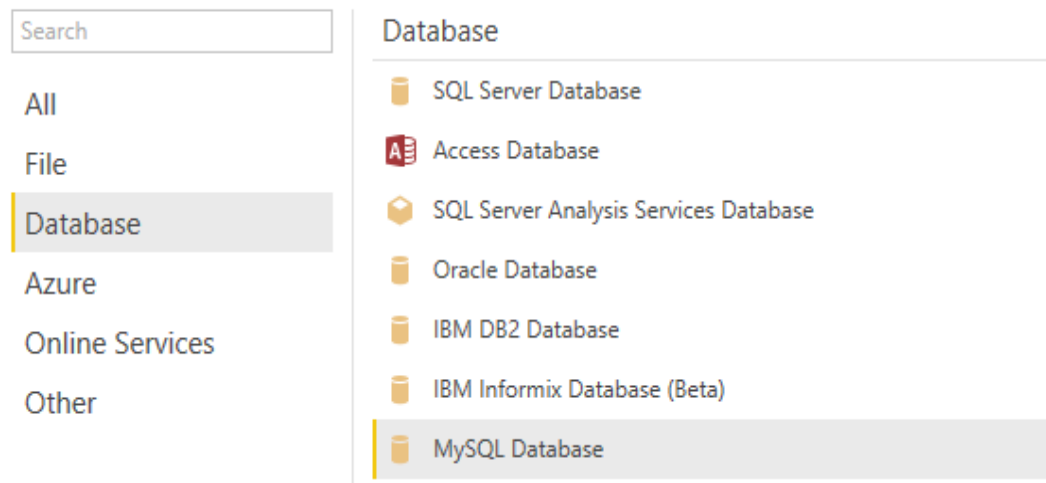 Search
All
File
Database
Azure
Online Services
Other
Database
SQL Server Database
A
Access Database
SQL Server Analysis Services Database
Oracle Database
IBM DB2 Database
IBM Informix Database (Beta)
MySQL Database